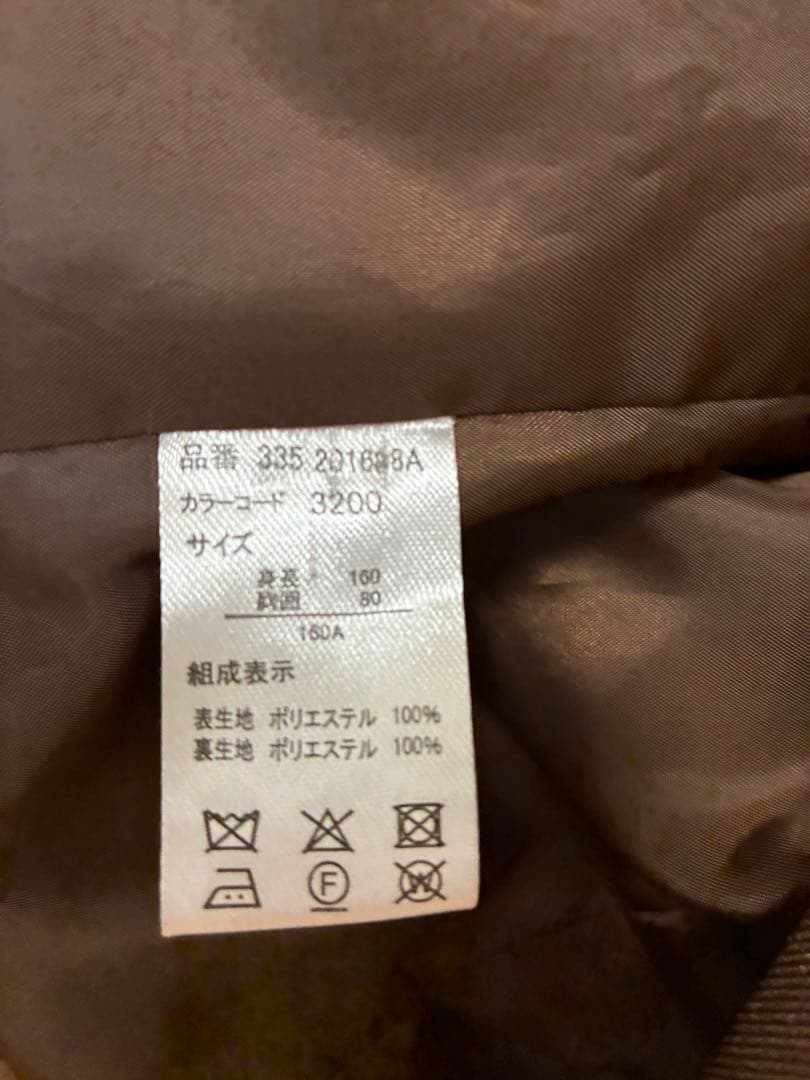 品番 335 201688A
カラーコード 3200
サイズ
身長 160
胸囲 80
160A
組成表示
表生地 ポリエステル 100%
裏生地 ポリエステル 100%
F
W